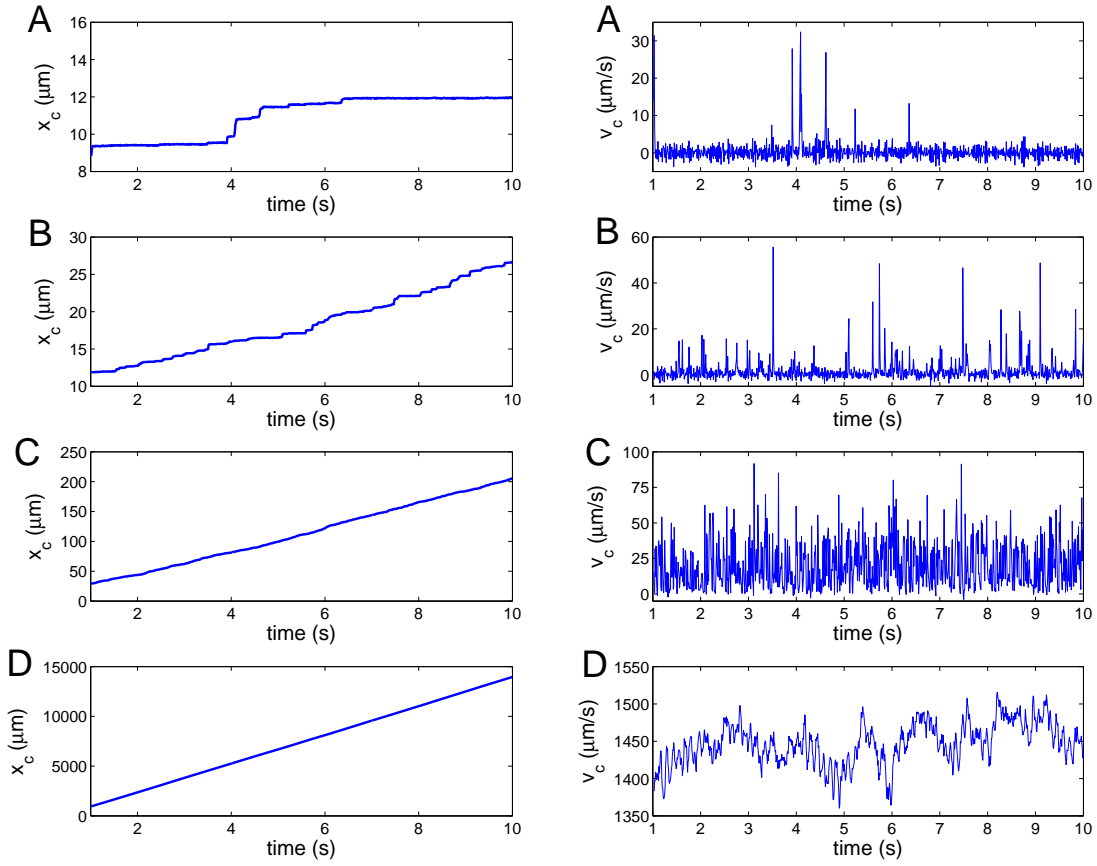 A
x_c (μm)
16
14
12
10
8
2 4 6 8 10
time (s)
A
v_c (μm/s)
30
20
10
0
1 2 3 4 5 6 7 8 9 10
time (s)
B
x_c (μm)
30
25
20
15
10
2 4 6 8 10
time (s)
B
v_c (μm/s)
60
40
20
0
1 2 3 4 5 6 7 8 9 10
time (s)
C
x_c (μm)
250
200
150
100
50
0
2 4 6 8 10
time (s)
C
v_c (μm/s)
100
75
50
25
0
1 2 3 4 5 6 7 8 9 10
time (s)
D
x_c (μm)
15000
10000
5000
0
2 4 6 8 10
time (s)
D
v_c (μm/s)
1550
1500
1450
1400
1350
1 2 3 4 5 6 7 8 9 10
time (s)